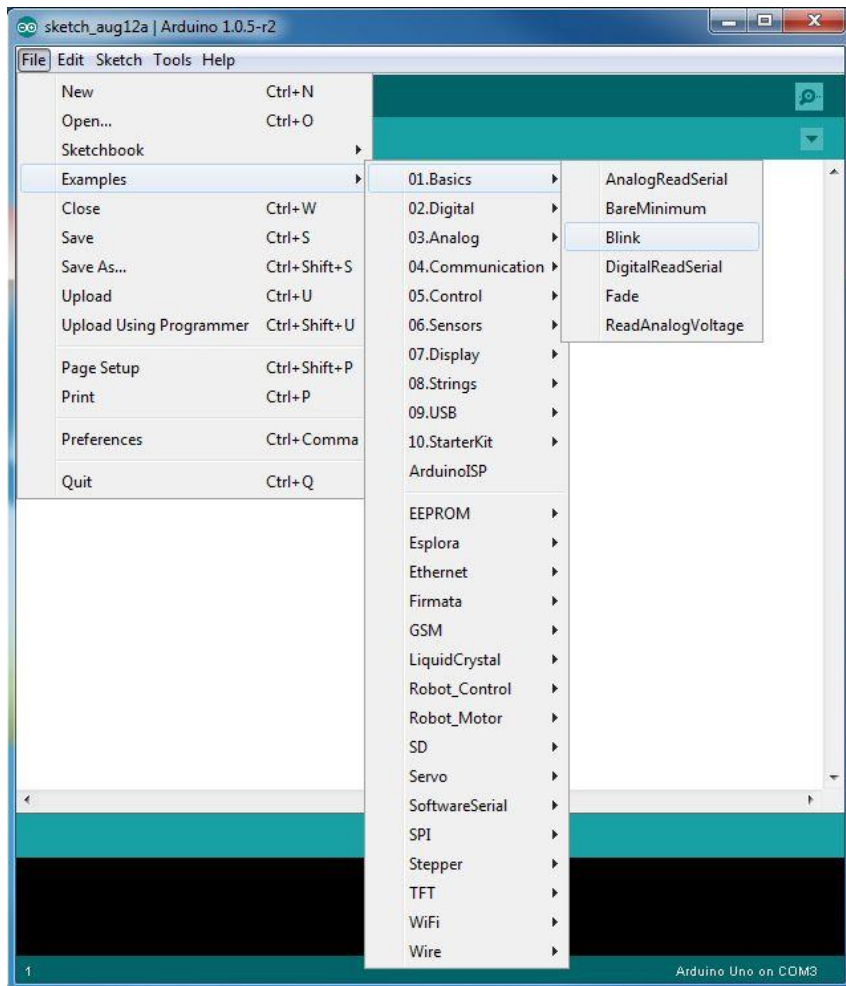 sketch_aug12a | Arduino 1.0.5-r2
File Edit Sketch Tools Help
New Ctrl+N
Open... Ctrl+O
Sketchbook
Examples
Close Ctrl+W
Save Ctrl+S
Save As... Ctrl+Shift+S
Upload Ctrl+U
Upload Using Programmer Ctrl+Shift+U
Page Setup Ctrl+Shift+P
Print Ctrl+P
Preferences Ctrl+Comma
Quit Ctrl+Q
01.Basics
02.Digital
03.Analog
04.Communication
05.Control
06.Sensors
07.Display
08.Strings
09.USB
10.StarterKit
ArduinoISP
EEPROM
Esplora
Ethernet
Firmata
GSM
LiquidCrystal
Robot_Control
Robot_Motor
SD
Servo
SoftwareSerial
SPI
Stepper
TFT
WiFi
Wire
AnalogReadSerial
BareMinimum
Blink
DigitalReadSerial
Fade
ReadAnalogVoltage
1 Arduino Uno on COM3